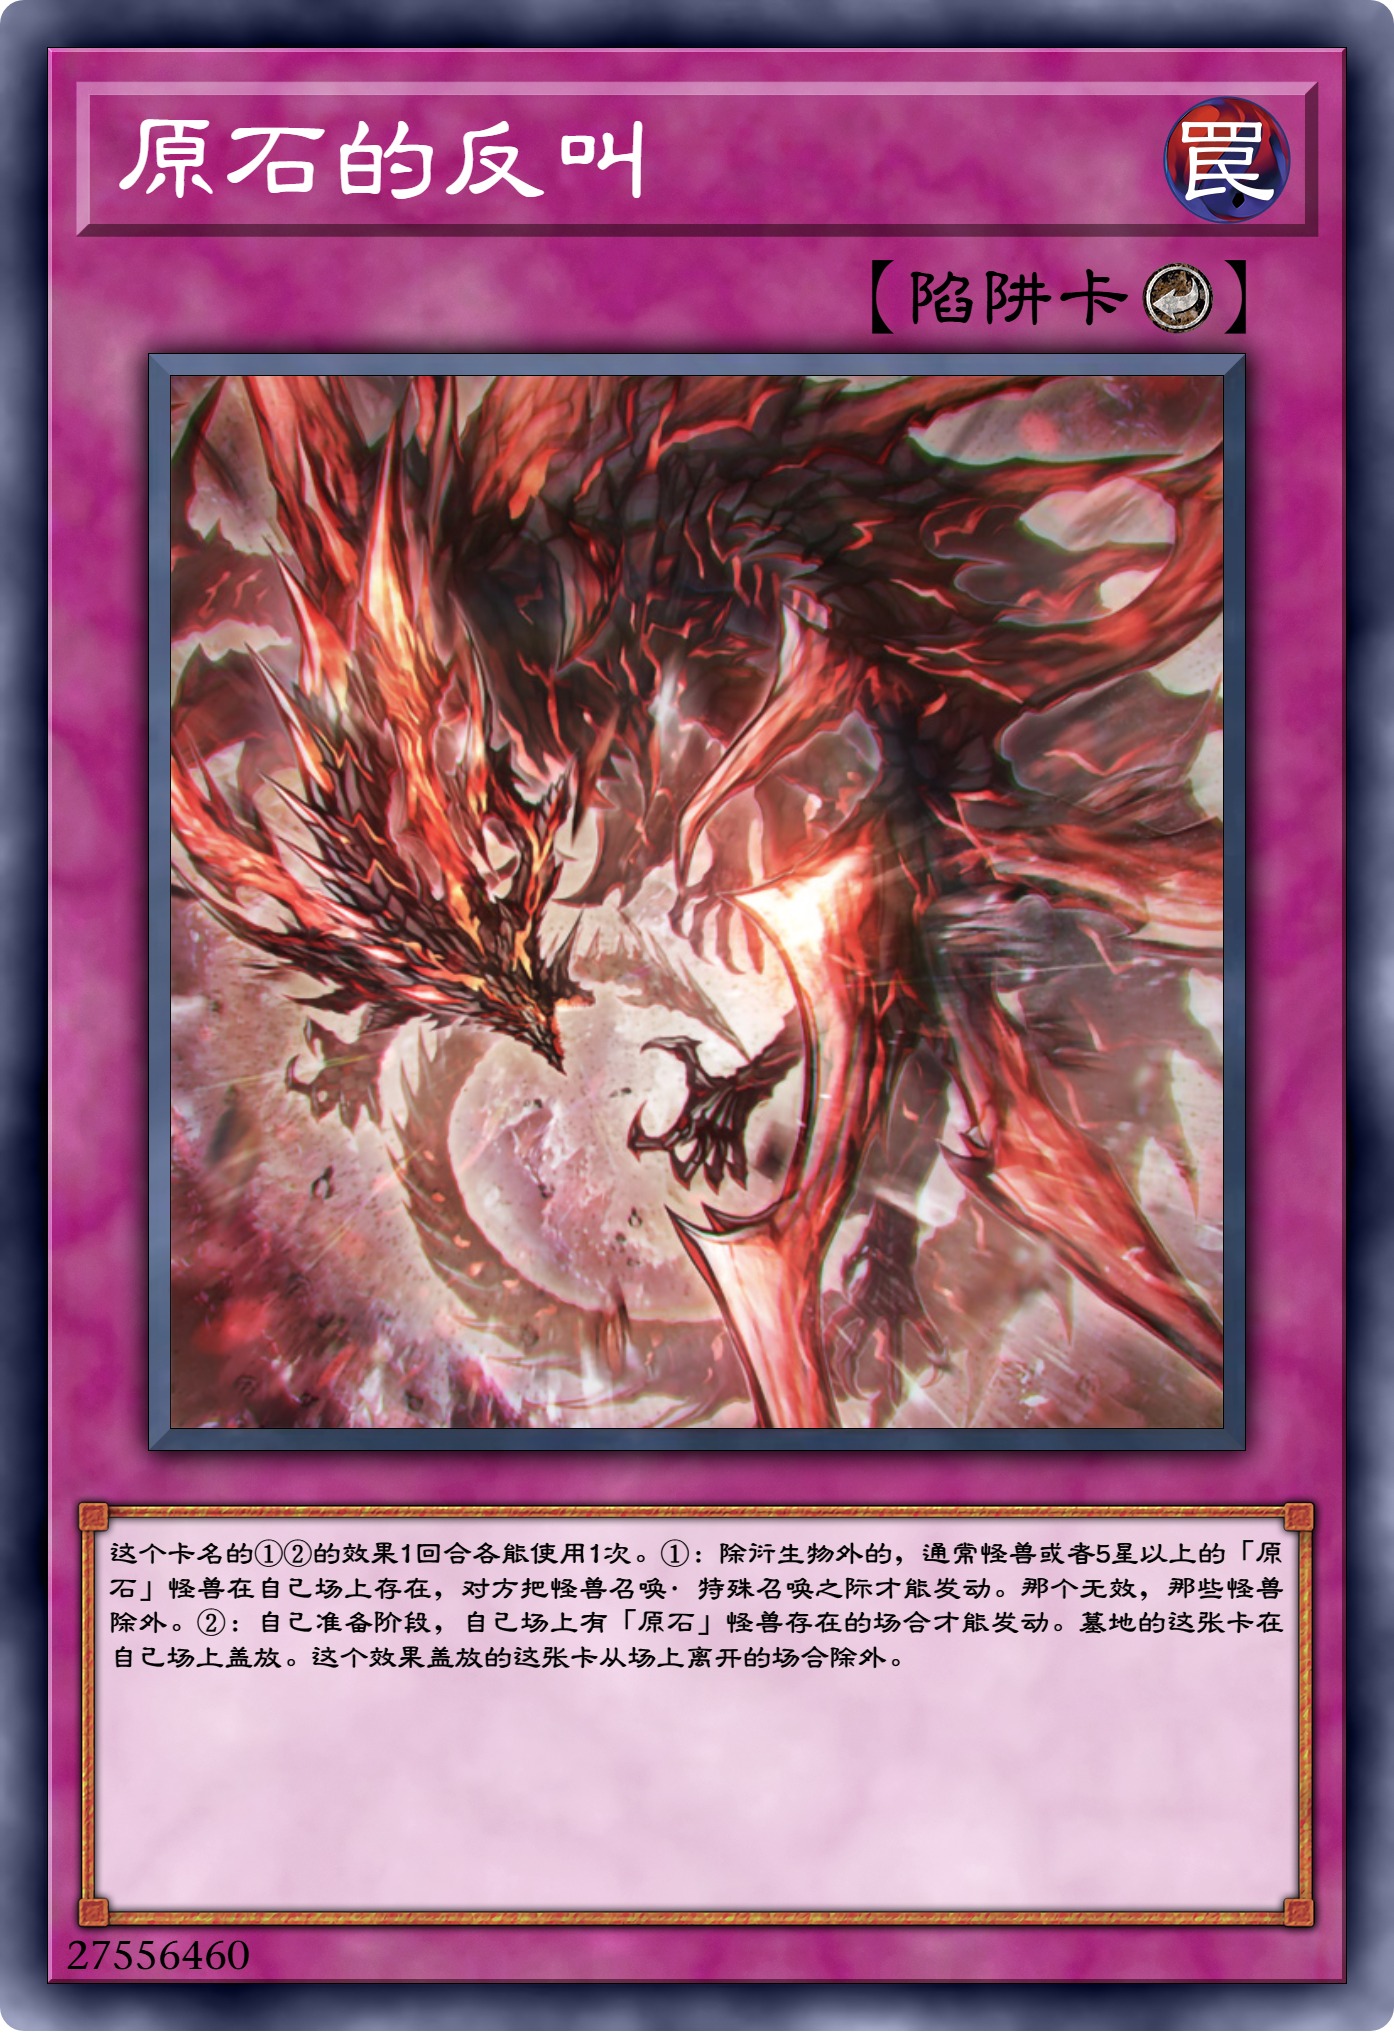 原石的反叫
罠
【陷阱卡】
这个卡名的①②的效果1回合各能使用1次。①：除衍生物外的，通常怪兽或者5星以上的「原
石」怪兽在自己场上存在，对方把怪兽召唤·特殊召唤之际才能发动。那个无效，那些怪兽
除外。②：自己准备阶段，自己场上有「原石」怪兽存在的场合才能发动。墓地的这张卡在
自己场上盖放。这个效果盖放的这张卡从场上离开的场合除外。
27556460